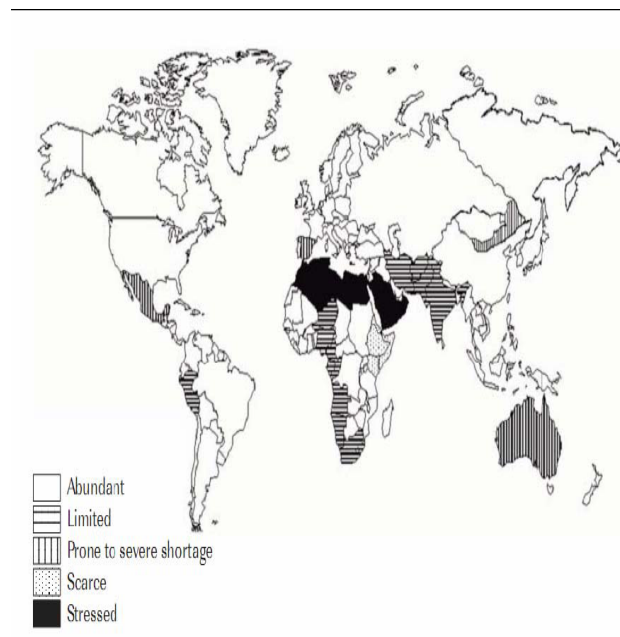 Abundant
Limited
Prone to severe shortage
Scarce
Stressed